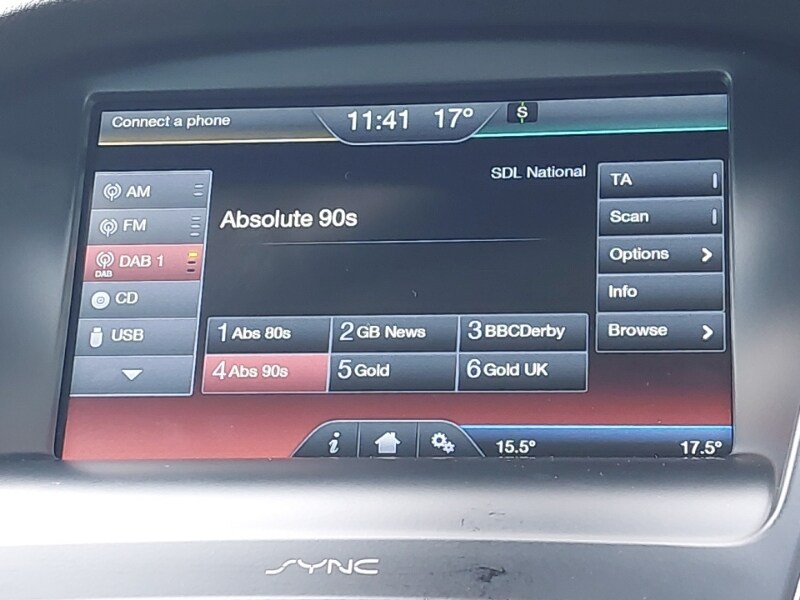 Connect a phone
11:41 17°
S
SDL National
AM
FM
DAB
DAB 1
CD
USB
Absolute 90s
TA
Scan
Options
Info
Browse
1 Abs 80s
2 GB News
3 BBCDerby
4 Abs 90s
5 Gold
6 Gold UK
i
15.5°
17.5°
SYNC